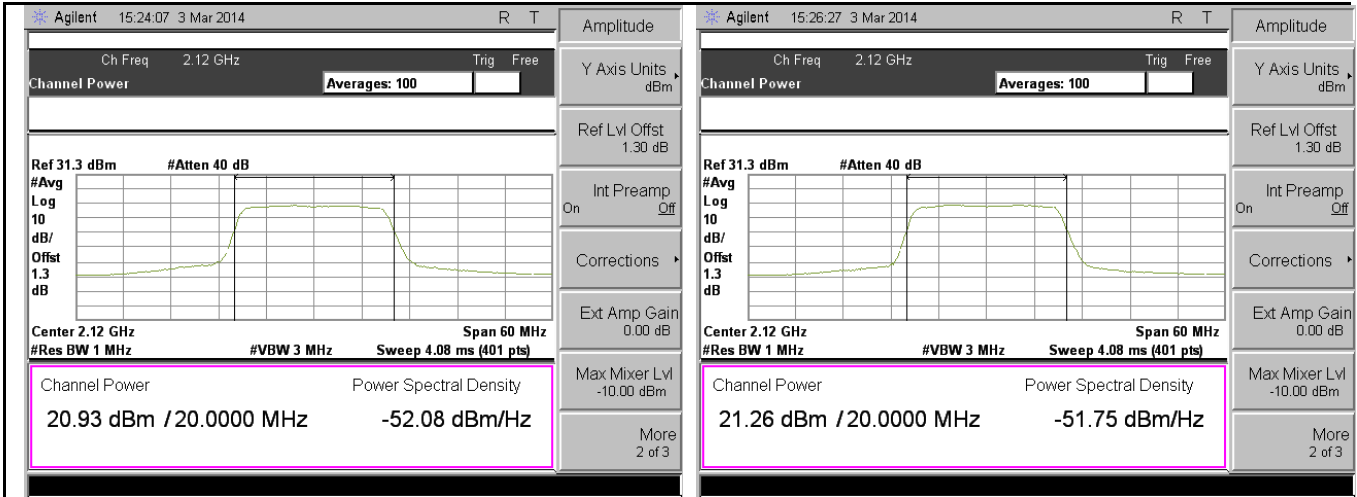 Agilent 15:24:07 3 Mar 2014 R T
Ch Freq 2.12 GHz Trig Free
Channel Power Averages: 100
Ref 31.3 dBm #Atten 40 dB
#Avg
Log
10
dB/
Offst
1.3
dB
Center 2.12 GHz Span 60 MHz
#Res BW 1 MHz #VBW 3 MHz Sweep 4.08 ms (401 pts)
Channel Power Power Spectral Density
20.93 dBm / 20.0000 MHz -52.08 dBm/Hz
Amplitude
Y Axis Units
dBm
Ref Lvl Offst
1.30 dB
Int Preamp
On Off
Corrections
Ext Amp Gain
0.00 dB
Max Mixer Lvl
-10.00 dBm
More
2 of 3
Agilent 15:26:27 3 Mar 2014 R T
Ch Freq 2.12 GHz Trig Free
Channel Power Averages: 100
Ref 31.3 dBm #Atten 40 dB
#Avg
Log
10
dB/
Offst
1.3
dB
Center 2.12 GHz Span 60 MHz
#Res BW 1 MHz #VBW 3 MHz Sweep 4.08 ms (401 pts)
Channel Power Power Spectral Density
21.26 dBm / 20.0000 MHz -51.75 dBm/Hz
Amplitude
Y Axis Units
dBm
Ref Lvl Offst
1.30 dB
Int Preamp
On Off
Corrections
Ext Amp Gain
0.00 dB
Max Mixer Lvl
-10.00 dBm
More
2 of 3